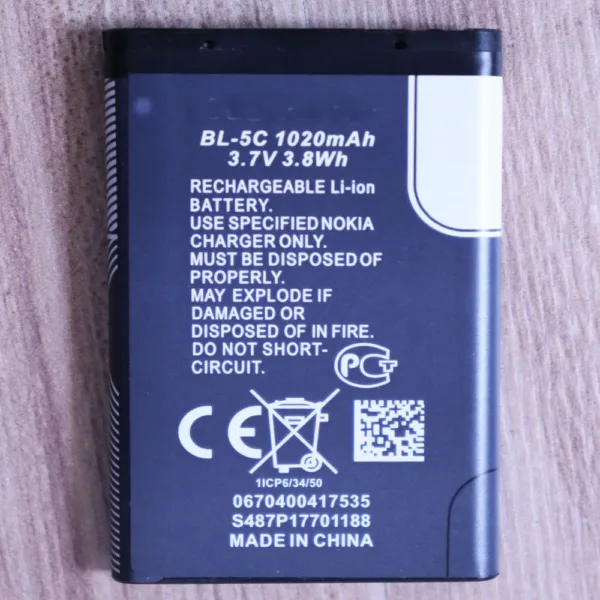 BL-5C 1020mAh
3.7V 3.8Wh
RECHARGEABLE Li-ion
BATTERY.
USE SPECIFIED NOKIA
CHARGER ONLY.
MUST BE DISPOSED OF
PROPERLY.
MAY EXPLODE IF
DAMAGED OR
DISPOSED OF IN FIRE.
DO NOT SHORT-
CIRCUIT.
PCT
CE
1ICP6/34/50
0670400417535
S487P17701188
MADE IN CHINA